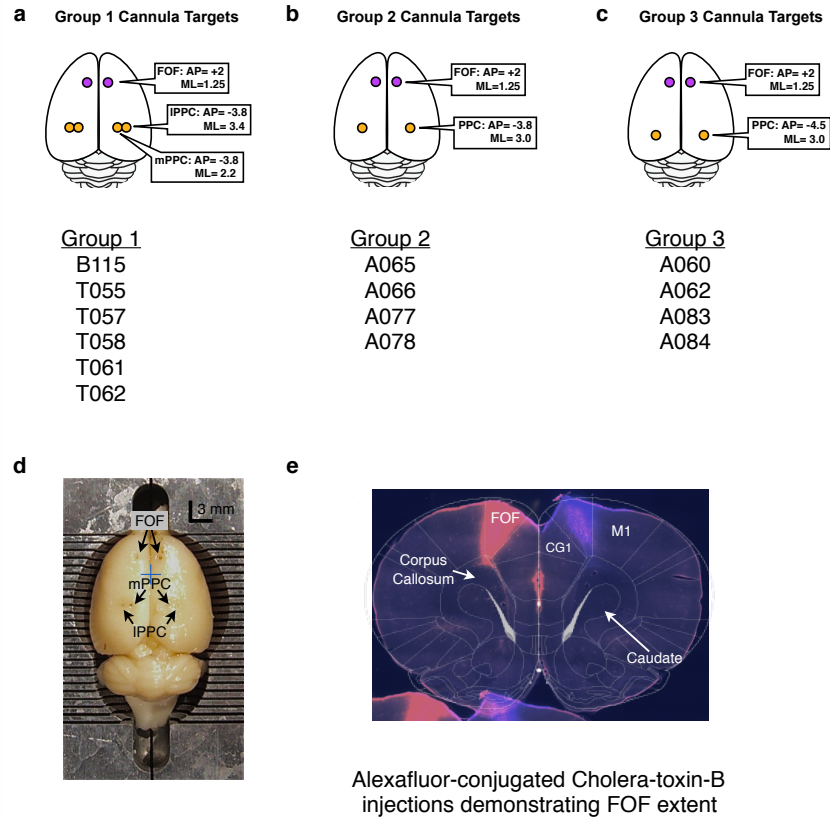 a
Group 1 Cannula Targets
FOF: AP= +2
ML=1.25
lPPC: AP= -3.8
ML= 3.4
mPPC: AP= -3.8
ML= 2.2
Group 1
B115
T055
T057
T058
T061
T062
b
Group 2 Cannula Targets
FOF: AP= +2
ML=1.25
PPC: AP= -3.8
ML= 3.0
Group 2
A065
A066
A077
A078
c
Group 3 Cannula Targets
FOF: AP= +2
ML=1.25
PPC: AP= -4.5
ML= 3.0
Group 3
A060
A062
A083
A084
d
FOF
3 mm
mPPC
lPPC
e
FOF
M1
CG1
Corpus
Callosum
Caudate
Alexafluor-conjugated Cholera-toxin-B
injections demonstrating FOF extent